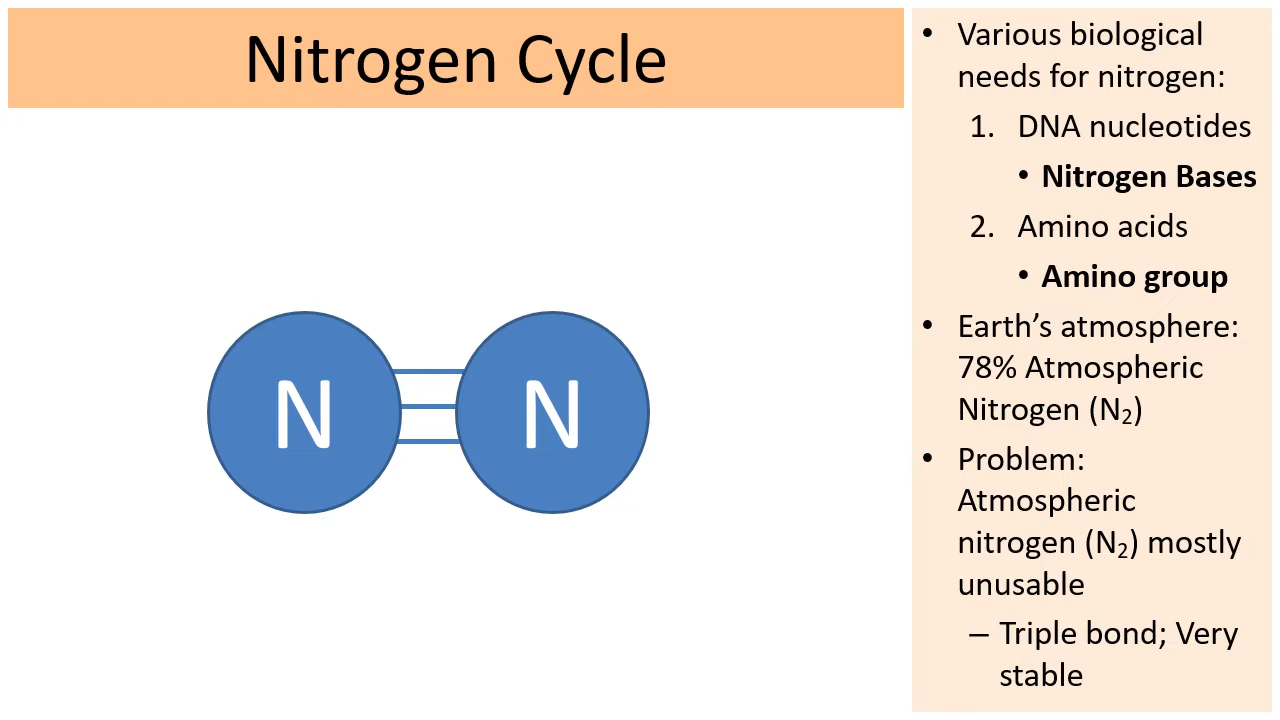 Nitrogen Cycle
N
N
• Various biological
needs for nitrogen:
1. DNA nucleotides
• Nitrogen Bases
2. Amino acids
• Amino group
• Earth’s atmosphere:
78% Atmospheric
Nitrogen (N₂)
• Problem:
Atmospheric
nitrogen (N₂) mostly
unusable
– Triple bond; Very
stable